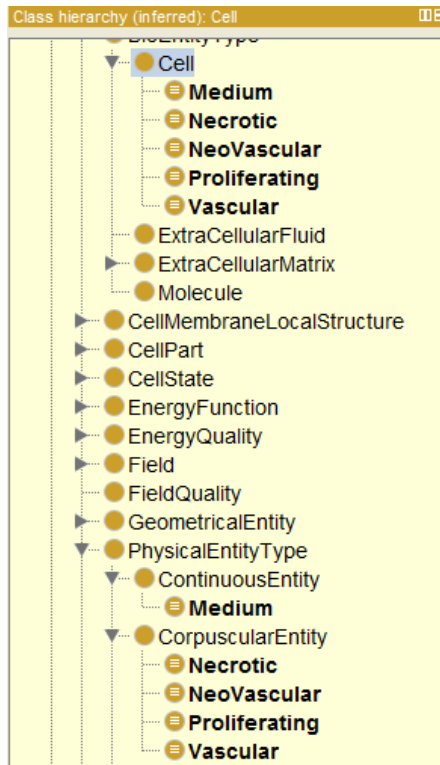 Class hierarchy (inferred): Cell
BioEntityType
Cell
Medium
Necrotic
NeoVascular
Proliferating
Vascular
ExtraCellularFluid
ExtraCellularMatrix
Molecule
CellMembraneLocalStructure
CellPart
CellState
EnergyFunction
EnergyQuality
Field
FieldQuality
GeometricalEntity
PhysicalEntityType
ContinuousEntity
Medium
CorpuscularEntity
Necrotic
NeoVascular
Proliferating
Vascular